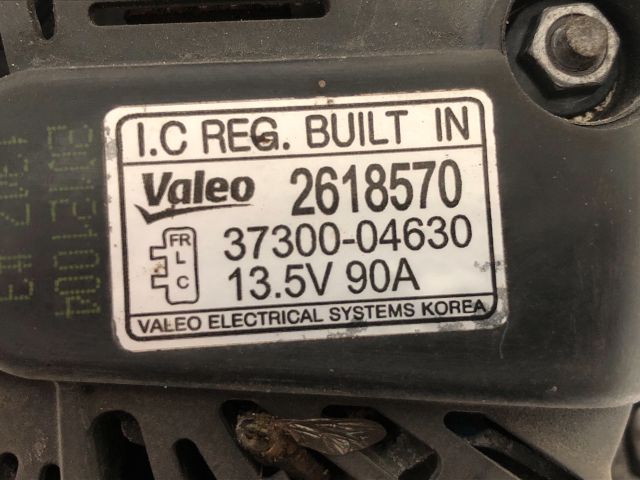 I.C REG. BUILT IN
Valeo 2618570
FR
L
C
37300-04630
13.5V 90A
VALEO ELECTRICAL SYSTEMS KOREA